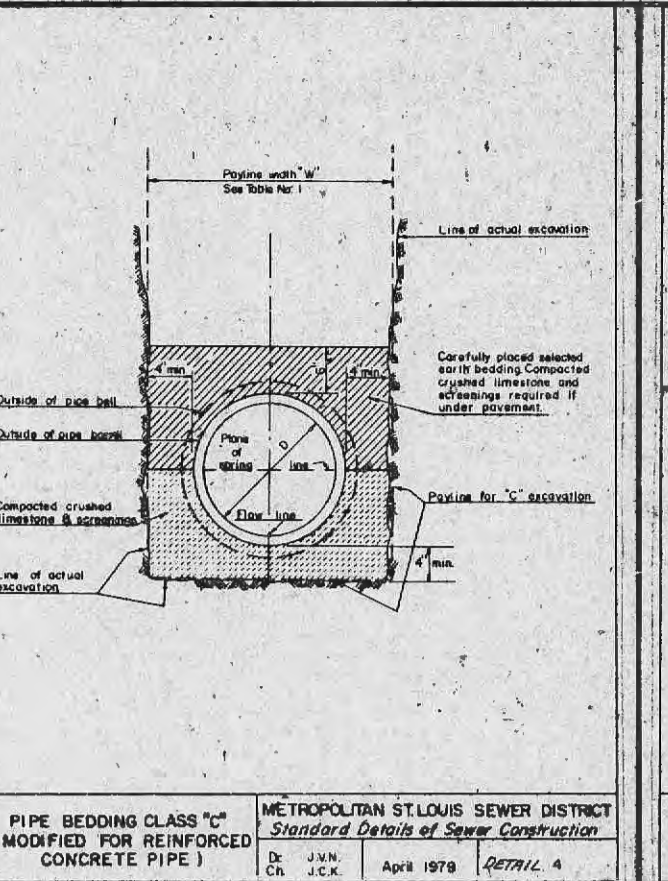 Payline width "W"
See Table No. 1
Line of actual excavation
4" min.
6"
4" min.
Carefully placed selected
earth bedding. Compacted
crushed limestone and
screenings required if
under pavement.
Outside of pipe bell
Outside of pipe barrel
Plane
of
spring line
D
Flow line
Compacted crushed
limestone & screenings
Payline for "C" excavation
4" min.
Line of actual
excavation
PIPE BEDDING CLASS "C"
MODIFIED FOR REINFORCED
CONCRETE PIPE )
METROPOLITAN ST. LOUIS SEWER DISTRICT
Standard Details of Sewer Construction
Dr. J.V.N.
Ch. J.C.K.
April 1978
DETAIL 4